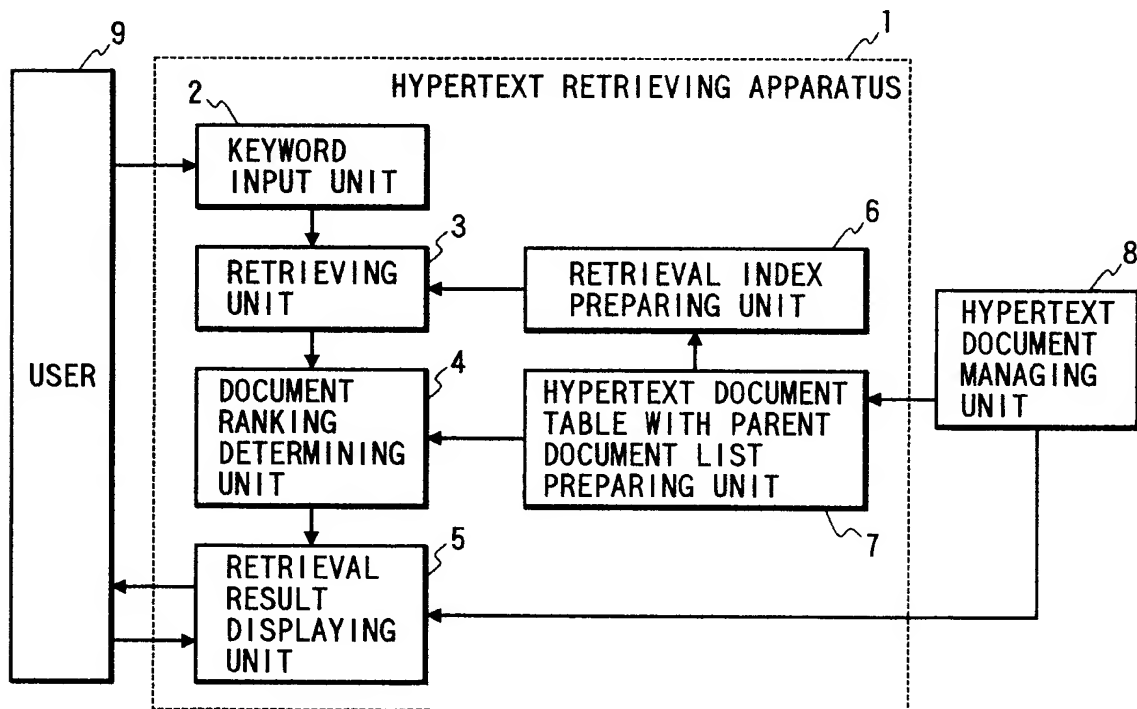 9
1
HYPERTEXT RETRIEVING APPARATUS
2
KEYWORD
INPUT UNIT
3
RETRIEVING
UNIT
6
RETRIEVAL INDEX
PREPARING UNIT
8
HYPERTEXT
DOCUMENT
MANAGING
UNIT
USER
4
DOCUMENT
RANKING
DETERMINING
UNIT
HYPERTEXT DOCUMENT
TABLE WITH PARENT
DOCUMENT LIST
PREPARING UNIT
7
5
RETRIEVAL
RESULT
DISPLAYING
UNIT